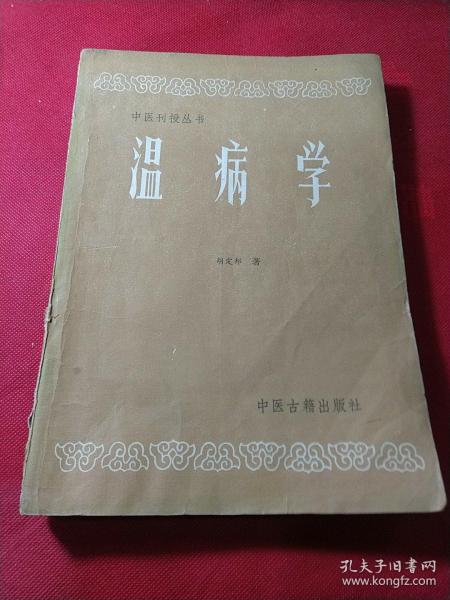 中医刊授丛书
温病学
胡定邦 著
中医古籍出版社
孔夫子旧书网
www.kongfz.com